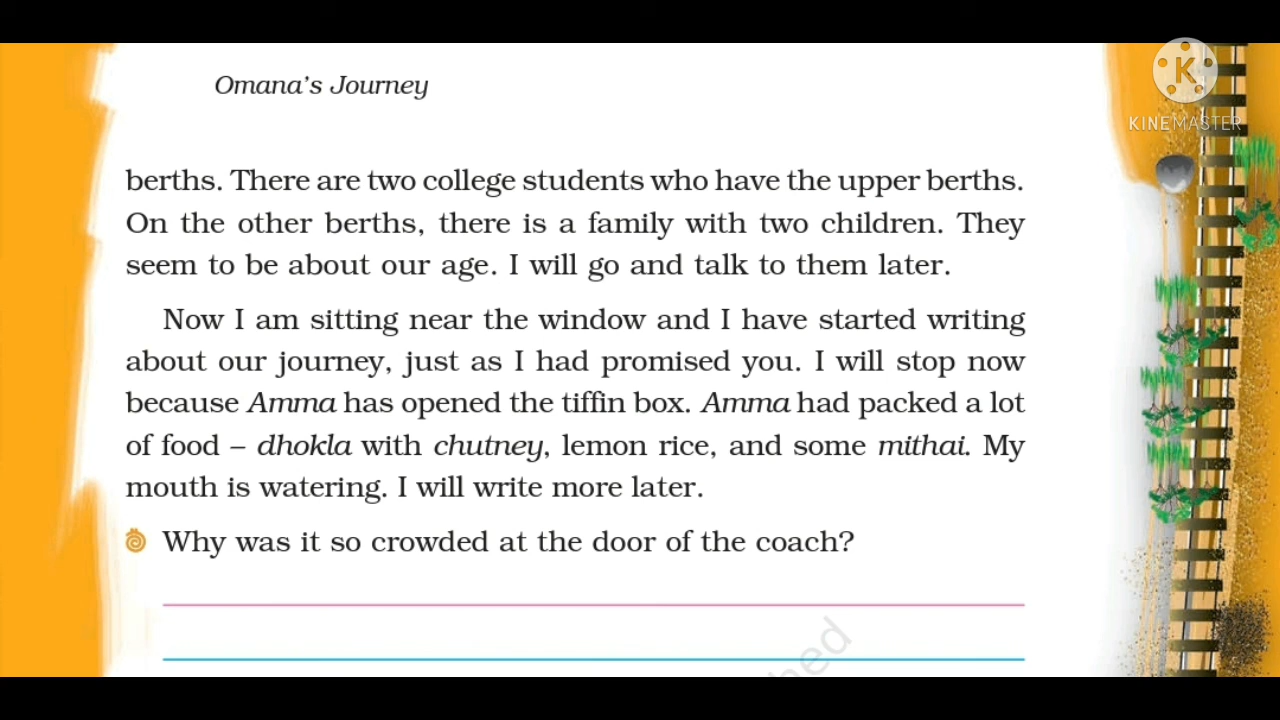 Omana's Journey
K
KINEMASTER
berths. There are two college students who have the upper berths.
On the other berths, there is a family with two children. They
seem to be about our age. I will go and talk to them later.
Now I am sitting near the window and I have started writing
about our journey, just as I had promised you. I will stop now
because Amma has opened the tiffin box. Amma had packed a lot
of food – dhokla with chutney, lemon rice, and some mithai. My
mouth is watering. I will write more later.
Why was it so crowded at the door of the coach?